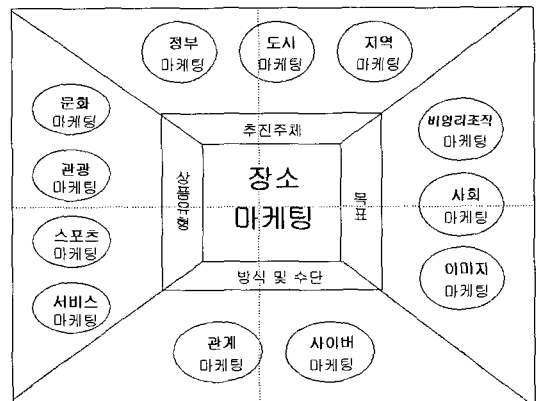 정부
마케팅
도시
마케팅
지역
마케팅
문화
마케팅
관광
마케팅
스포츠
마케팅
서비스
마케팅
추진주체
상품유형
장소
마케팅
목표
방식 및 수단
비영리조직
마케팅
사회
마케팅
이미지
마케팅
관계
마케팅
사이버
마케팅